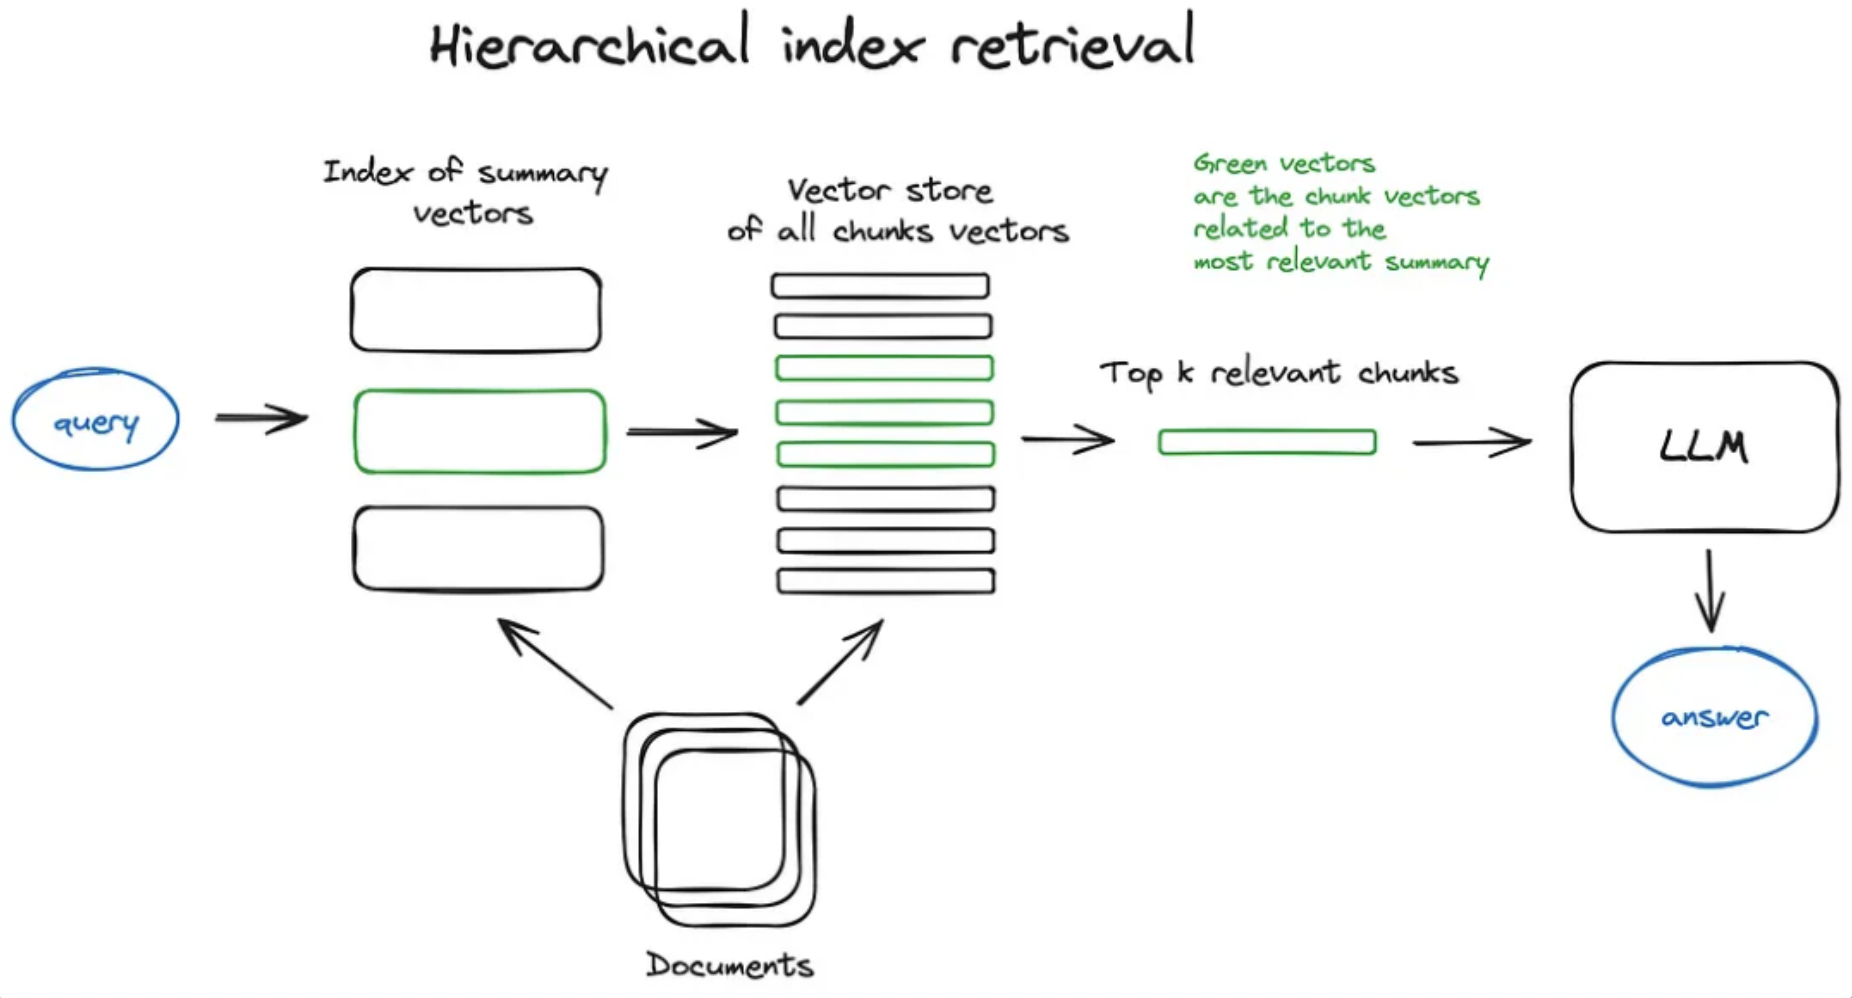 Hierarchical index retrieval
Index of summary
vectors
Vector store
of all chunks vectors
Green vectors
are the chunk vectors
related to the
most relevant summary
query
Top k relevant chunks
LLM
answer
Documents